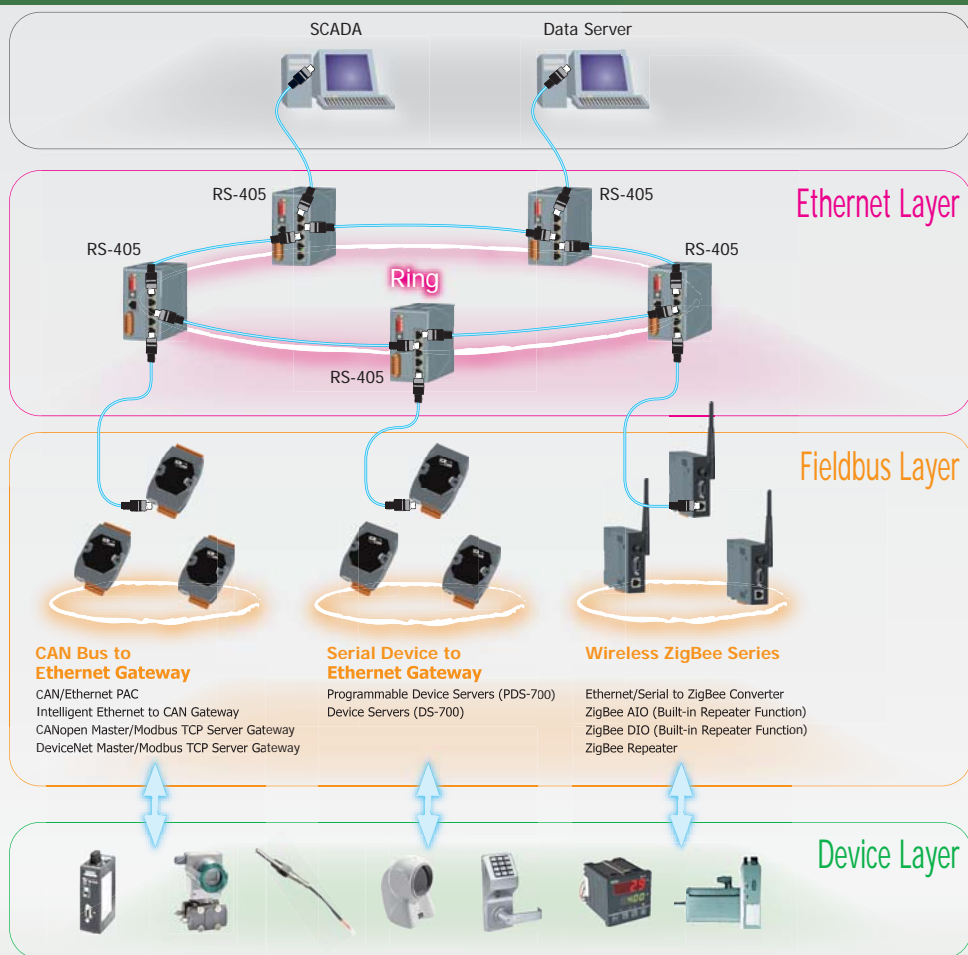 SCADA
Data Server
Ethernet Layer
RS-405
RS-405
RS-405
RS-405
Ring
RS-405
Fieldbus Layer
CAN Bus to
Ethernet Gateway
CAN/Ethernet PAC
Intelligent Ethernet to CAN Gateway
CANopen Master/Modbus TCP Server Gateway
DeviceNet Master/Modbus TCP Server Gateway
Serial Device to
Ethernet Gateway
Programmable Device Servers (PDS-700)
Device Servers (DS-700)
Wireless ZigBee Series
Ethernet/Serial to ZigBee Converter
ZigBee AIO (Built-in Repeater Function)
ZigBee DIO (Built-in Repeater Function)
ZigBee Repeater
Device Layer